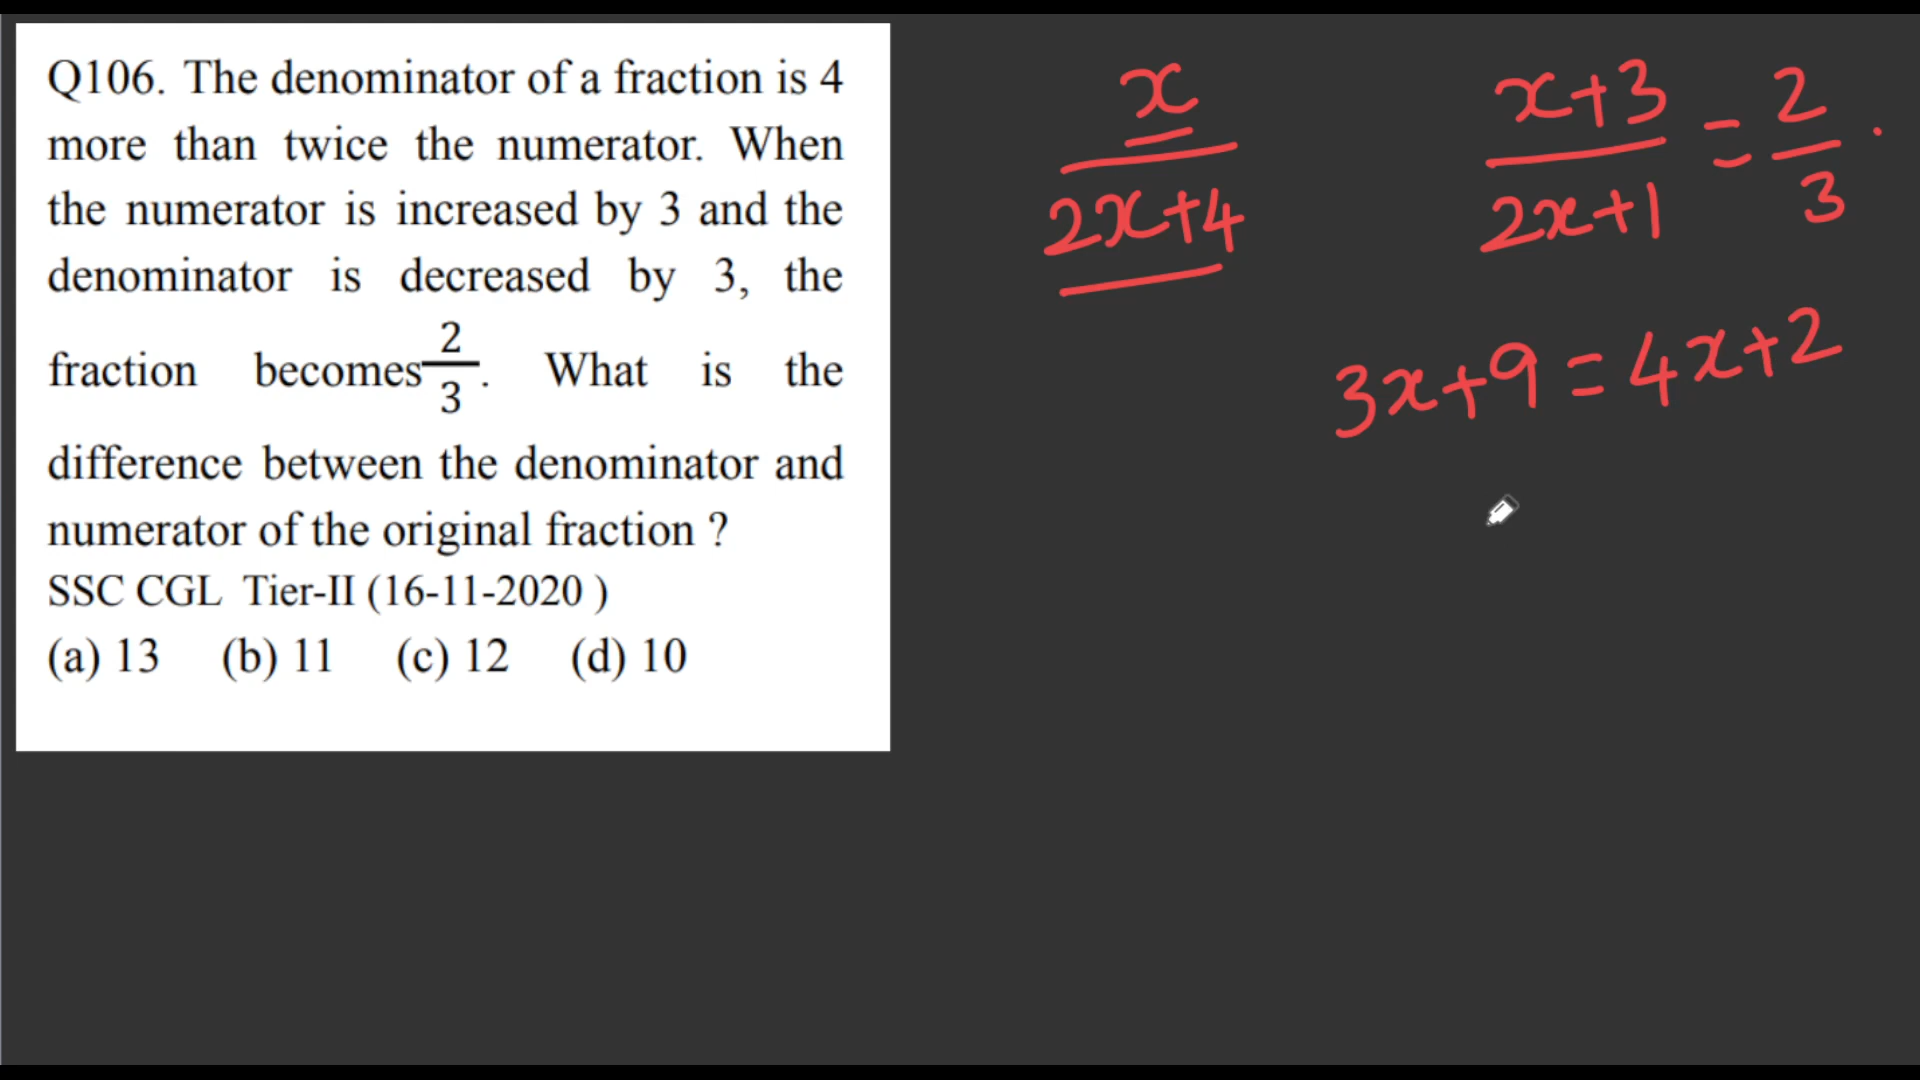 Q106. The denominator of a fraction is 4
more than twice the numerator. When
the numerator is increased by 3 and the
denominator is decreased by 3, the
fraction becomes 2/3. What is the
difference between the denominator and
numerator of the original fraction ?
SSC CGL Tier-II (16-11-2020 )
(a) 13 (b) 11 (c) 12 (d) 10
x
2x+4
x+3 = 2
2x+1 3
3x+9=4x+2